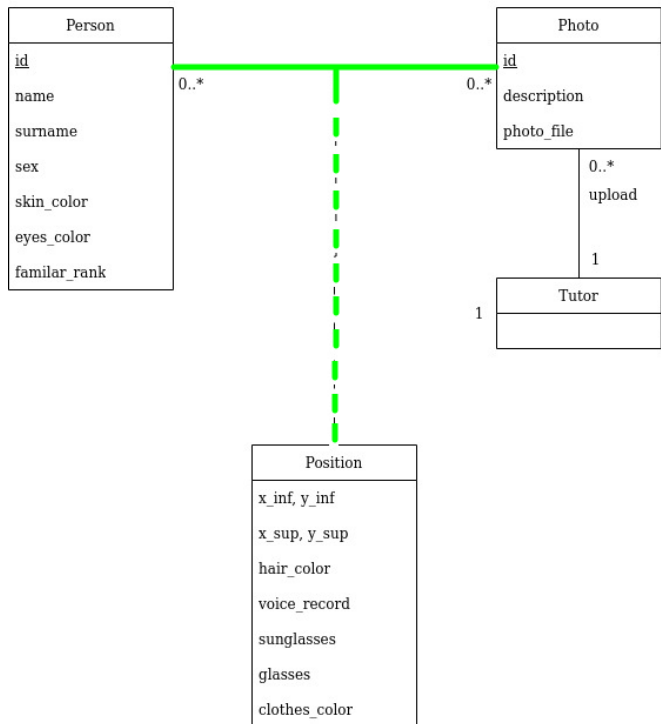 Person
id
name
surname
sex
skin_color
eyes_color
familar_rank
0..*
0..*
Photo
id
description
photo_file
0..*
upload
1
Tutor
1
Position
x_inf, y_inf
x_sup, y_sup
hair_color
voice_record
sunglasses
glasses
clothes_color